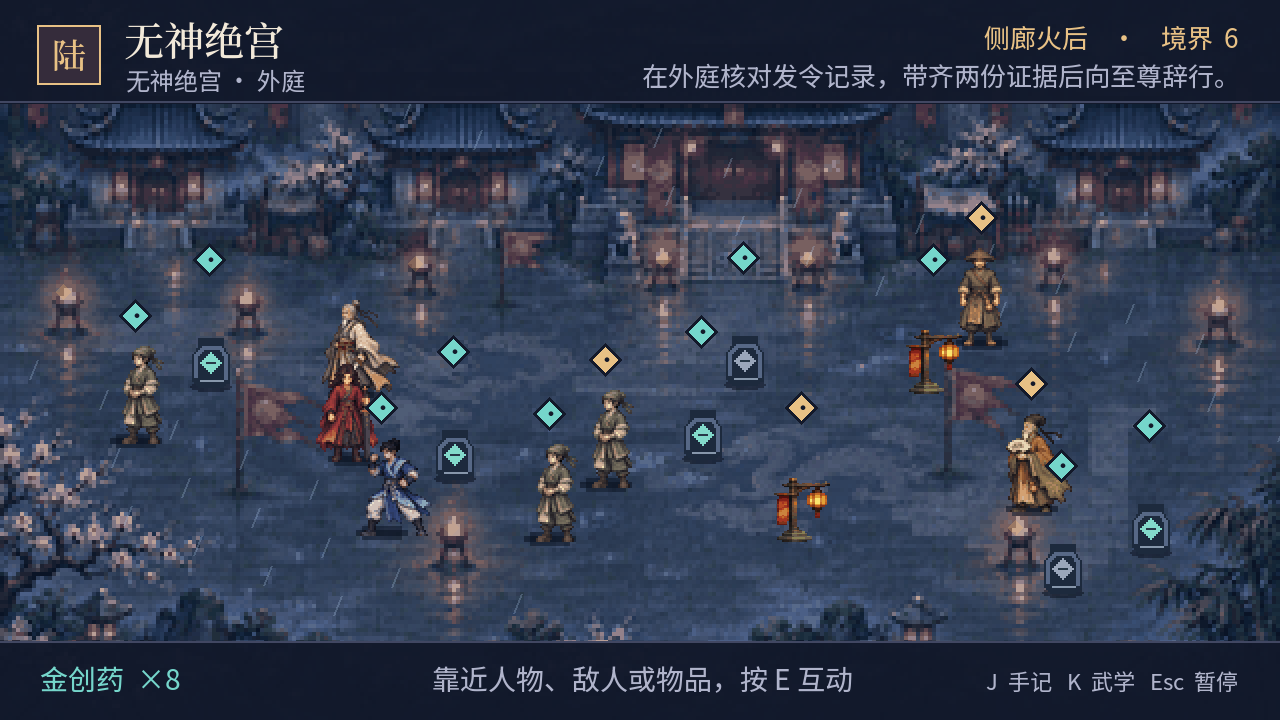 陆
无神绝宫
无神绝宫 · 外庭
侧廊火后 · 境界 6
在外庭核对发令记录，带齐两份证据后向至尊辞行。
金创药 ×8
靠近人物、敌人或物品，按 E 互动
J 手记 K 武学 Esc 暂停